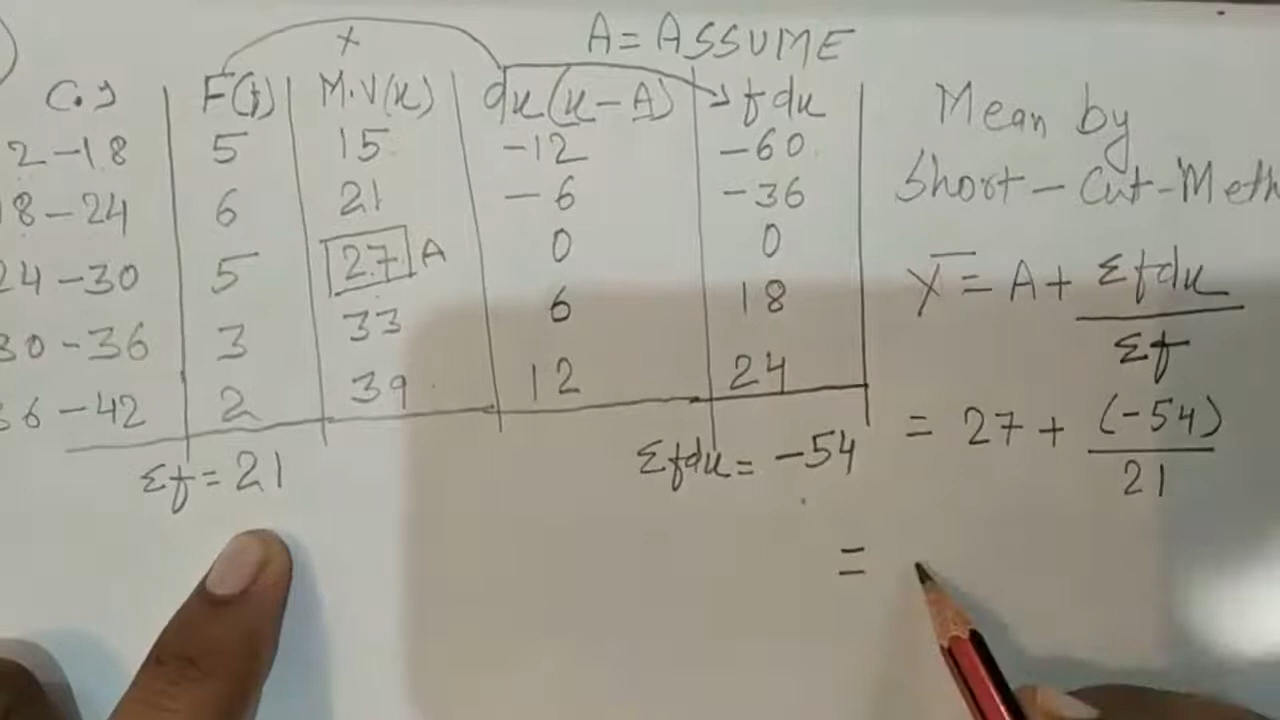 A = ASSUME
C.I F(f) M.V(x) dx(x-A) fdx
2-18 5 15 -12 -60
18-24 6 21 -6 -36
24-30 5 27 A 0 0
30-36 3 33 6 18
36-42 2 39 12 24
Σf = 21 Σfdx = -54
x
Mean by
Short-Cut-Meth
X̅ = A + Σfdx
Σf
= 27 + (-54)
21
=